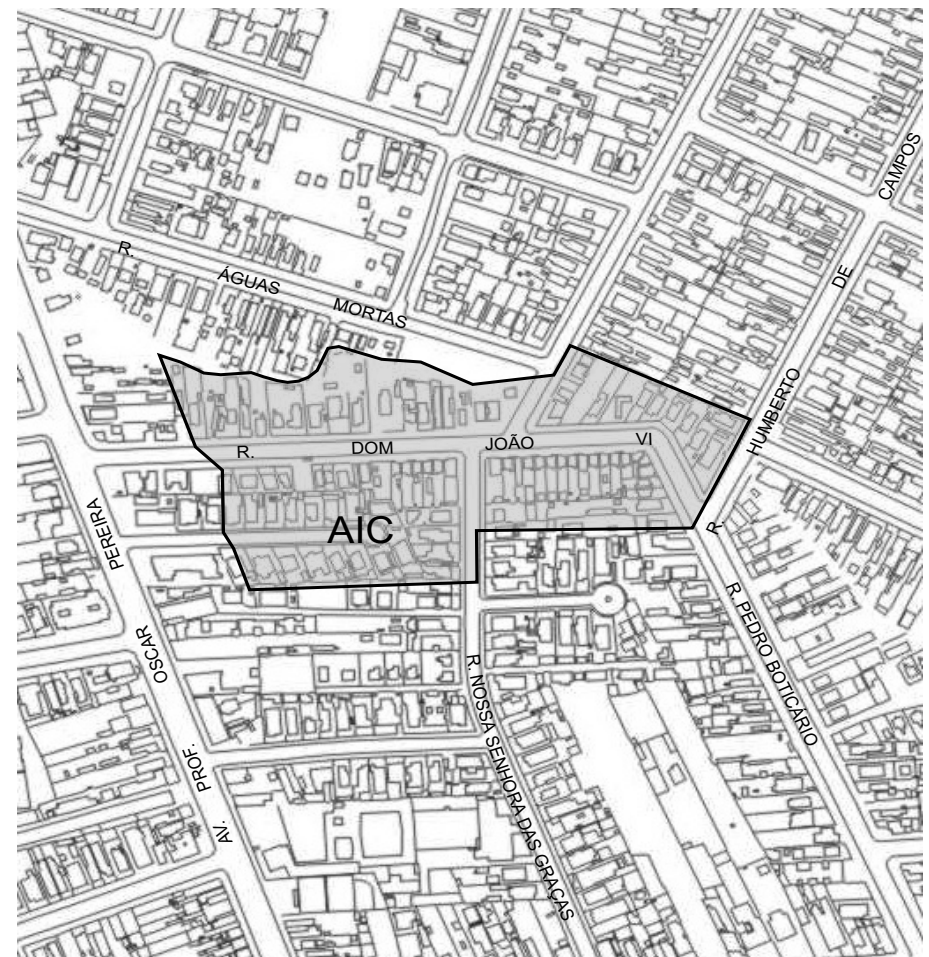 R. ÁGUAS MORTAS
R. HUMBERTO DE CAMPOS
R. DOM JOÃO VI
AIC
AV. PROF. OSCAR PEREIRA
R. PEDRO BOTICÁRIO
R. NOSSA SENHORA DAS GRAÇAS